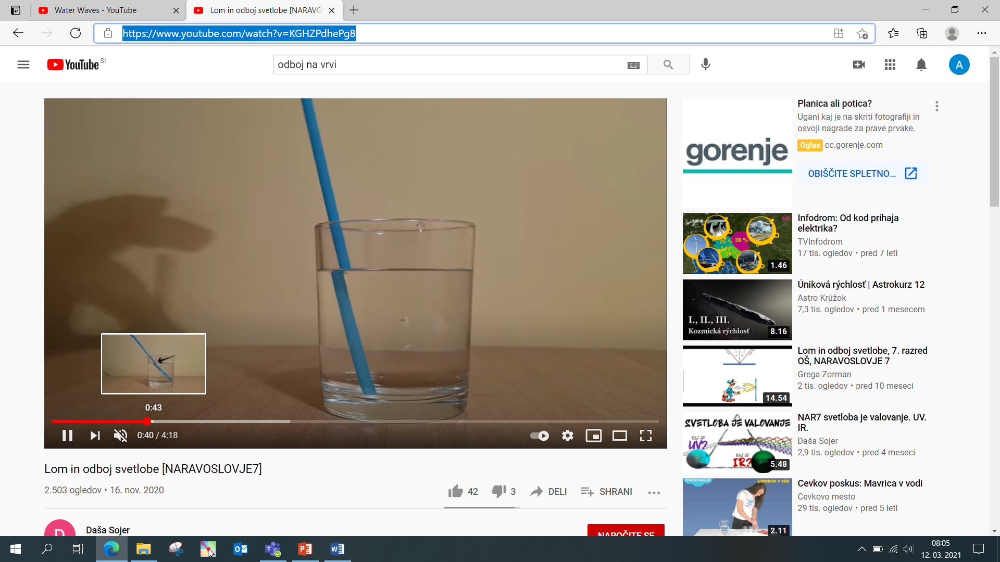 Water Waves - YouTube
Lom in odboj svetlobe [NARAVO
https://www.youtube.com/watch?v=KGHZPdhePg8
YouTube SI
odboj na vrvi
A
0:43
0:40 / 4:18
Lom in odboj svetlobe [NARAVOSLOVJE7]
2.503 ogledov • 16. nov. 2020
42
3
DELI
SHRANI
D
Daša Sojer
NAROČITE SE
gorenje
Planica ali potica?
Ugani kaj je na skriti fotografiji in
osvoji nagrade za prave prvake.
Oglas cc.gorenje.com
OBIŠČITE SPLETNO...
25 %
39 %
35 %
1.46
Infodrom: Od kod prihaja
elektrika?
TVInfodrom
17 tis. ogledov • pred 7 leti
I., II., III.
Kozmická rýchlosť
8.16
Úniková rýchlosť | Astrokurz 12
Astro Krúžok
7,3 tis. ogledov • pred 1 mesecem
14.54
Lom in odboj svetlobe, 7. razred
OŠ, NARAVOSLOVJE 7
Grega Zorman
2 tis. ogledov • pred 10 meseci
SVETLOBA JE VALOVANJE
KAJ JE
UV?
KAJ JE
IR?
5.48
NAR7 svetloba je valovanje. UV.
IR.
Daša Sojer
2,9 tis. ogledov • pred 4 meseci
CEVKOVI POSKUSI
MAVRICA V VODI
2.11
Cevkov poskus: Mavrica v vodi
Cevkovo mesto
29 tis. ogledov • pred 5 leti
08:05
12. 03. 2021